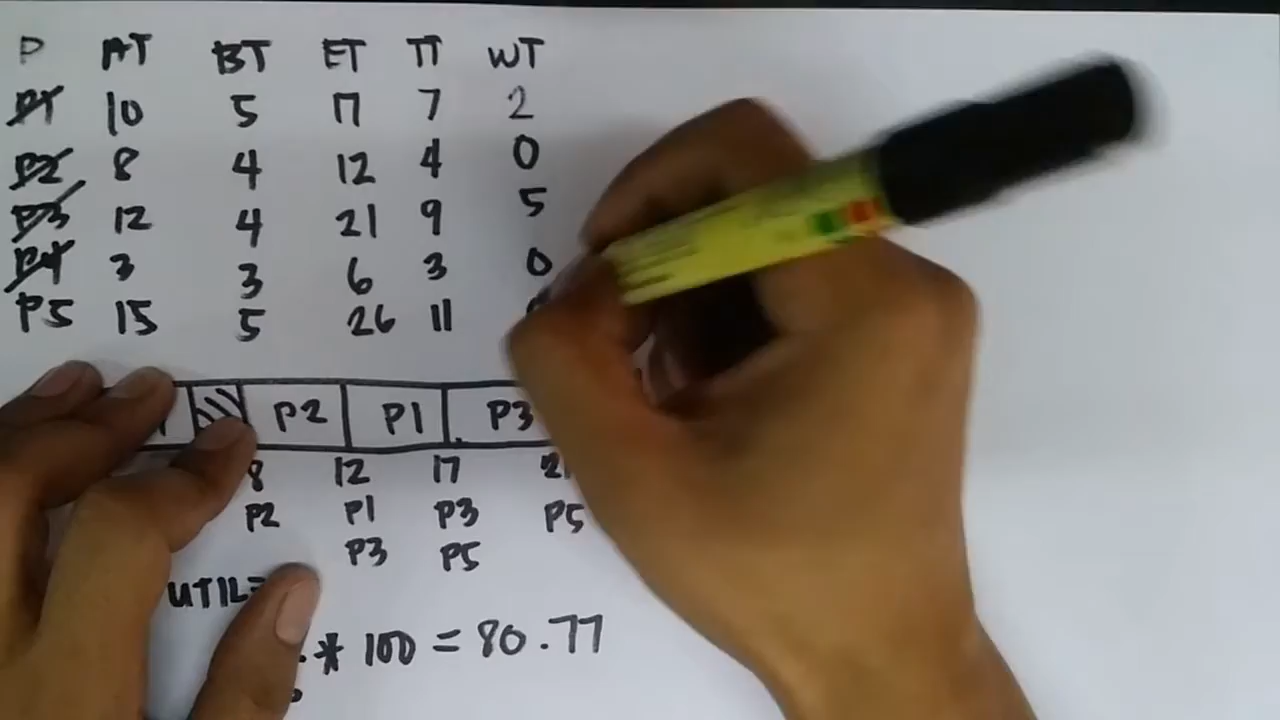 P AT BT ET TT WT
P1 10 5 17 7 2
P2 8 4 12 4 0
P3 12 4 21 9 5
P4 3 3 6 3 0
P5 15 5 26 11
P2 P1 P3
8 12 17 21
P2 P1 P3 P5
P3 P5
UTIL=
* 100 = 80.77